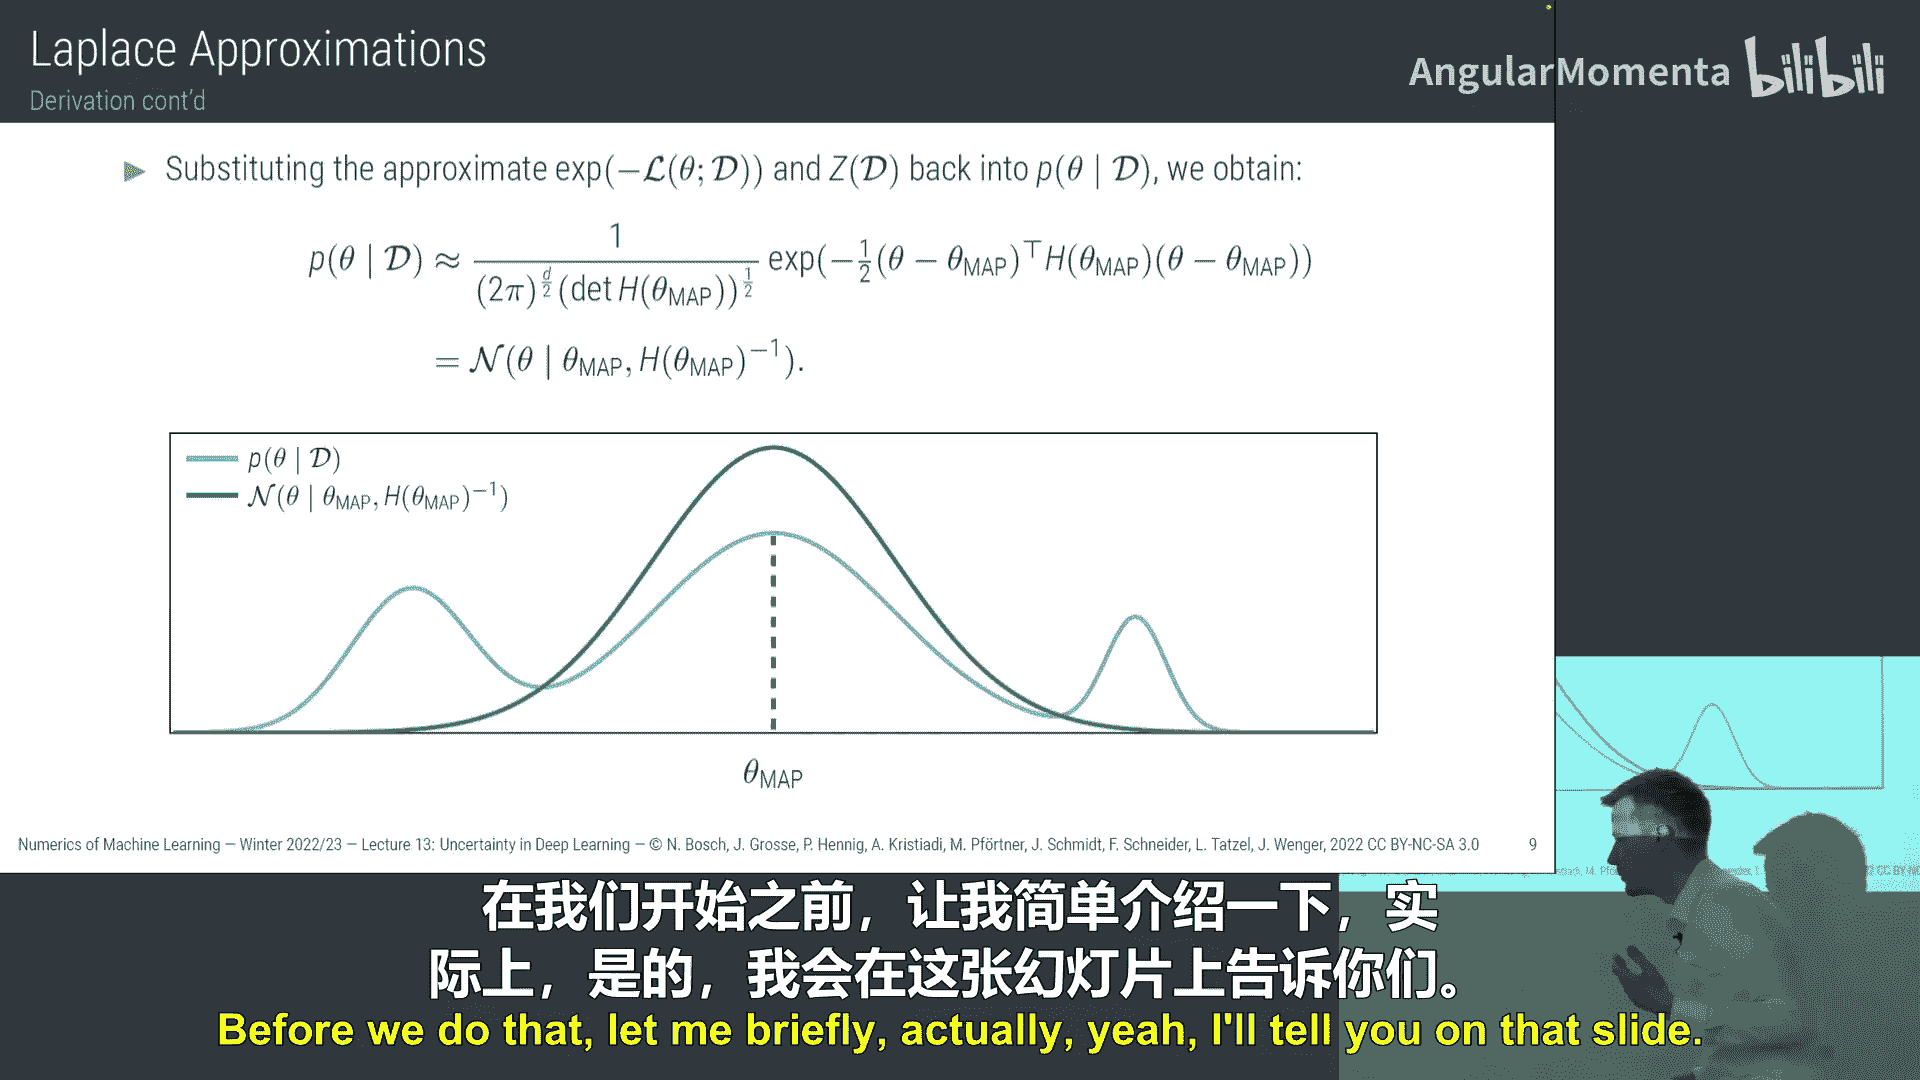 Laplace Approximations
Derivation cont'd
AngularMomenta bilibili
▶ Substituting the approximate exp(−𝓛(θ; 𝒟)) and Z(𝒟) back into p(θ | 𝒟), we obtain:
p(θ | 𝒟) ≈ 1 / ((2π)^{d/2} (det H(θ_MAP))^{1/2}) exp(−½(θ − θ_MAP)^⊤ H(θ_MAP)(θ − θ_MAP))
= 𝒩(θ | θ_MAP, H(θ_MAP)^{−1}).
p(θ | 𝒟)
𝒩(θ | θ_MAP, H(θ_MAP)^{−1})
θ_MAP
Numerics of Machine Learning — Winter 2022/23 — Lecture 13: Uncertainty in Deep Learning — © N. Bosch, J. Grosse, P. Hennig, A. Kristiadi, M. Pförtner, J. Schmidt, F. Schneider, L. Tatzel, J. Wenger, 2022 CC BY-NC-SA 3.0 9
在我们开始之前，让我简单介绍一下，实
际上，是的，我会在这张幻灯片上告诉你们。
Before we do that, let me briefly, actually, yeah, I'll tell you on that slide.